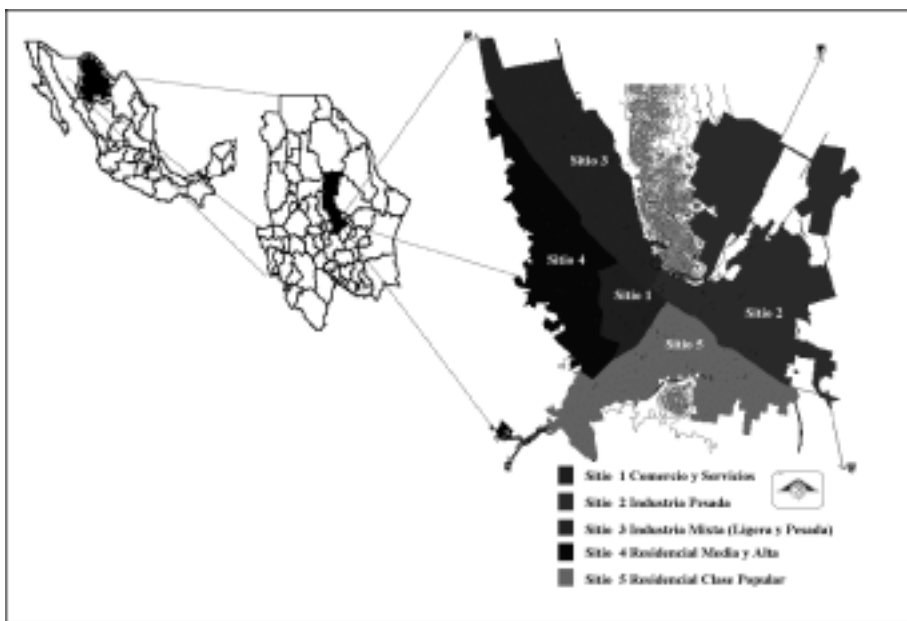 Sitio 3
Sitio 4
Sitio 1
Sitio 2
Sitio 5
Sitio 1 Comercio y Servicios
Sitio 2 Industria Pesada
Sitio 3 Industria Mixta (Ligera y Pesada)
Sitio 4 Residencial Media y Alta
Sitio 5 Residencial Clase Popular